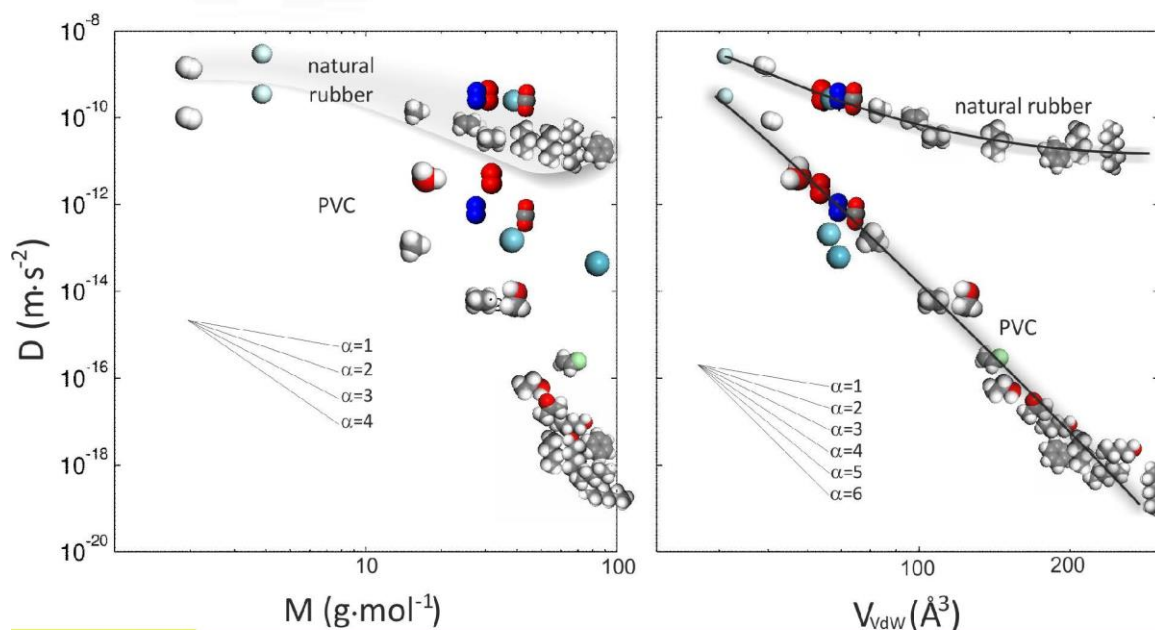 10⁻⁸
10⁻¹⁰
10⁻¹²
10⁻¹⁴
10⁻¹⁶
10⁻¹⁸
10⁻²⁰
D (m·s⁻²)
natural
rubber
PVC
α=1
α=2
α=3
α=4
10
100
M (g·mol⁻¹)
natural rubber
PVC
α=1
α=2
α=3
α=4
α=5
α=6
100
200
V_VdW (Å³)